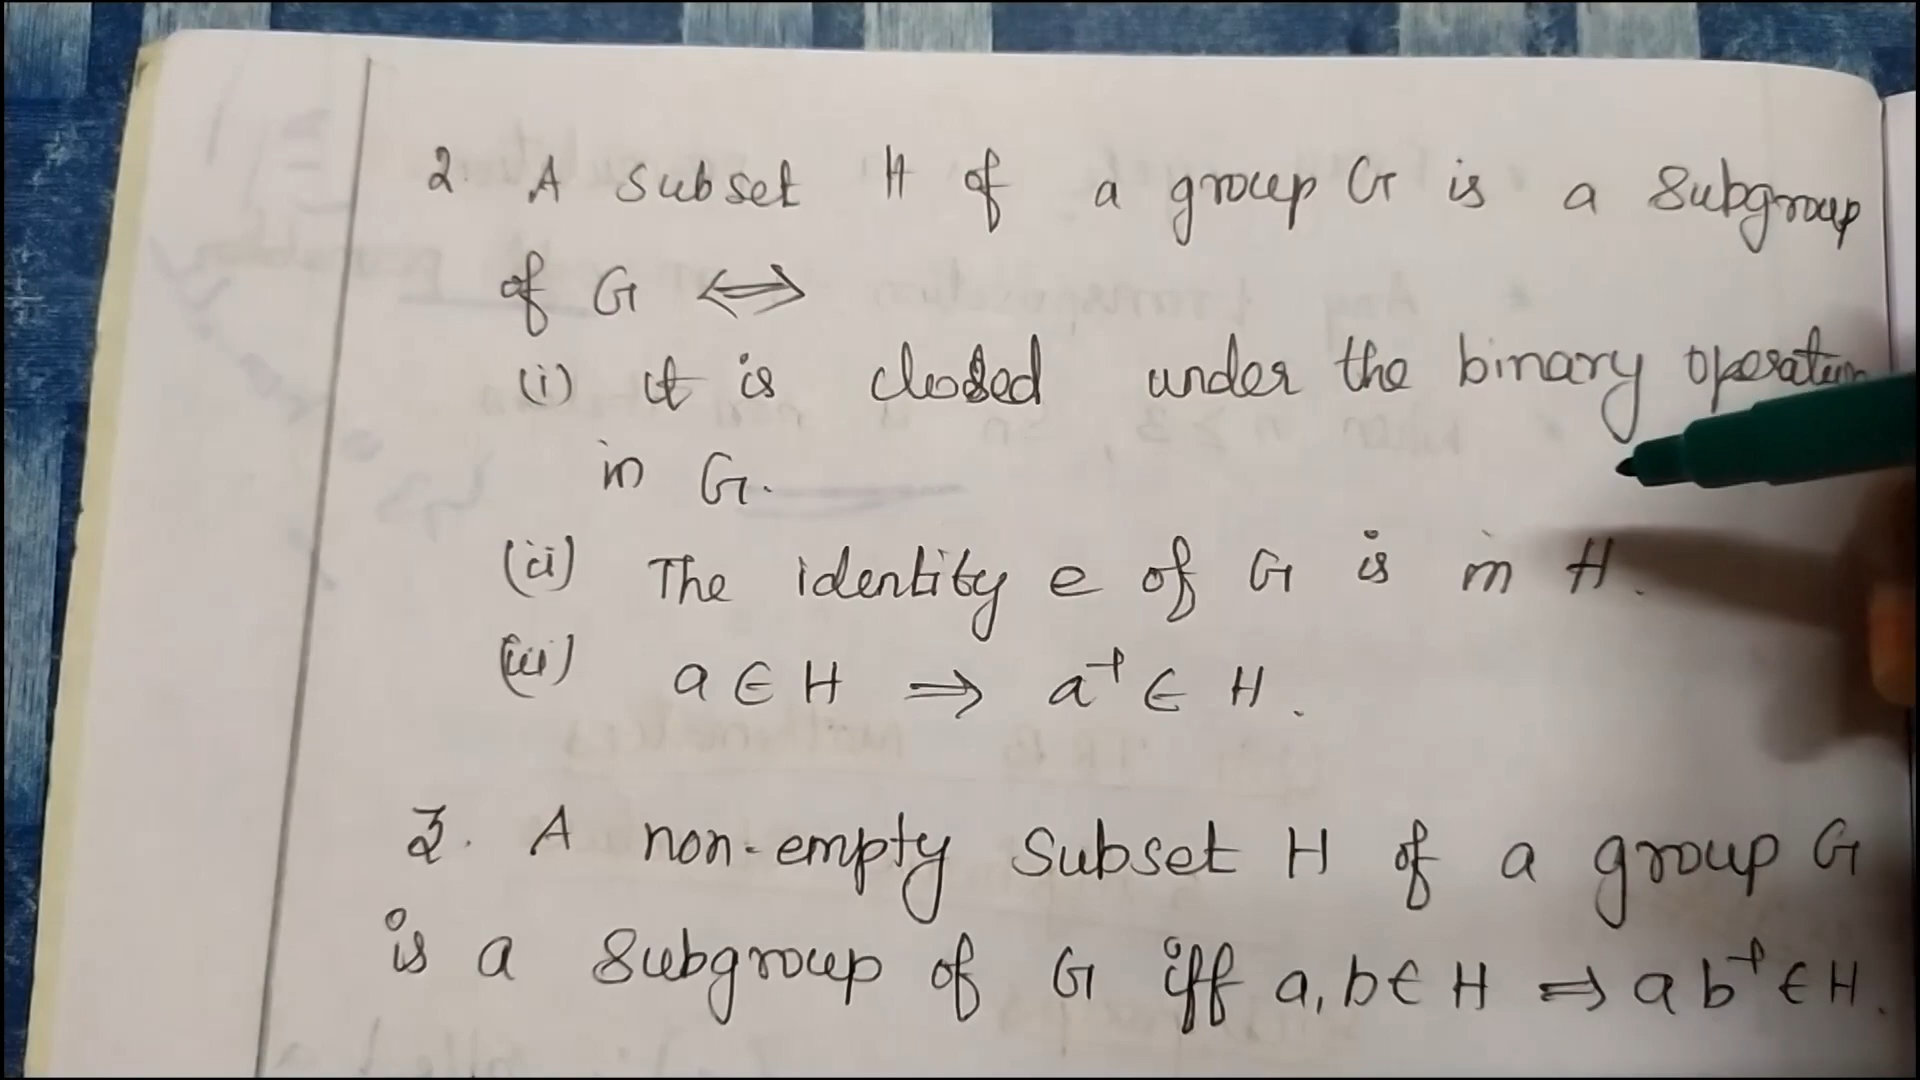 2. A subset H of a group G is a subgroup
of G ⟺
(i) it is closed under the binary operation
in G.
(ii) The identity e of G is in H.
(iii) a ∈ H ⇒ a⁻¹ ∈ H.
3. A non-empty subset H of a group G
is a subgroup of G iff a, b ∈ H ⇒ a b⁻¹ ∈ H.